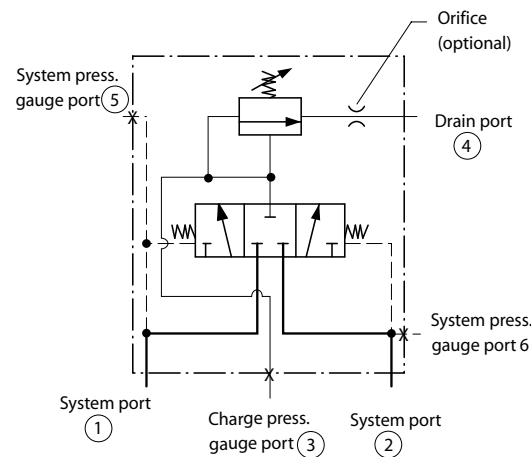 Orifice
(optional)
System press.
gauge port 5
Drain port
4
System press.
gauge port 6
System port
1
Charge press.
gauge port 3
System port
2